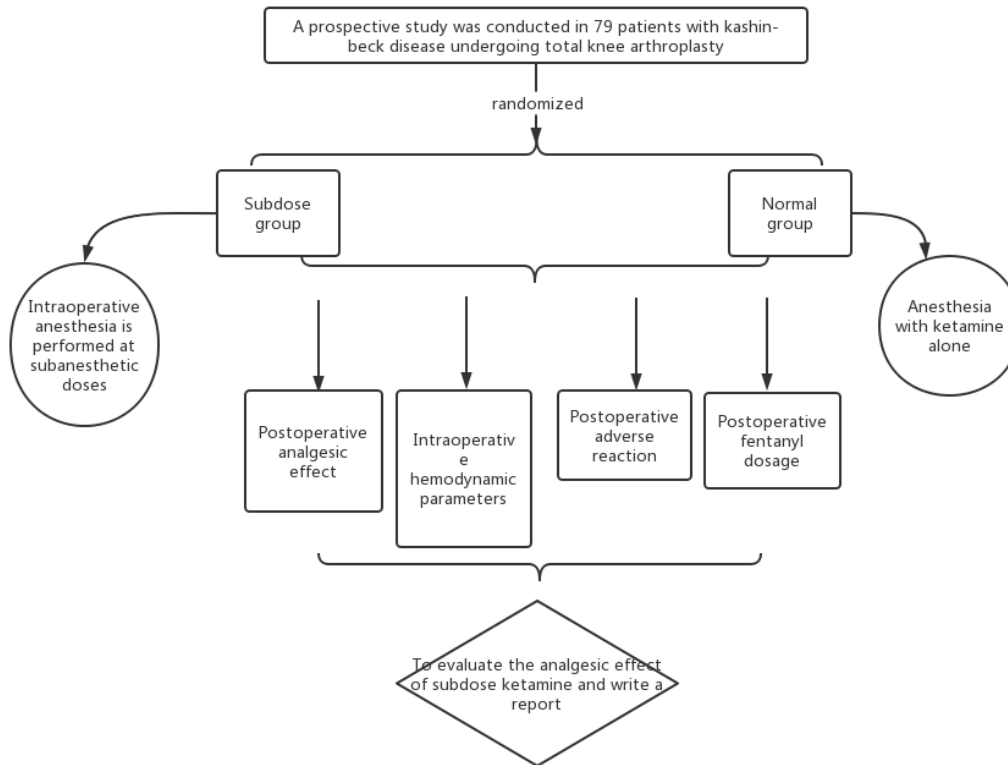 A prospective study was conducted in 79 patients with kashin-
beck disease undergoing total knee arthroplasty
randomized
Subdose
group
Normal
group
Intraoperative
anesthesia is
performed at
subanesthetic
doses
Anesthesia
with ketamine
alone
Postoperative
analgesic
effect
Intraoperativ
e
hemodynamic
parameters
Postoperative
adverse
reaction
Postoperative
fentanyl
dosage
To evaluate the analgesic effect
of subdose ketamine and write a
report